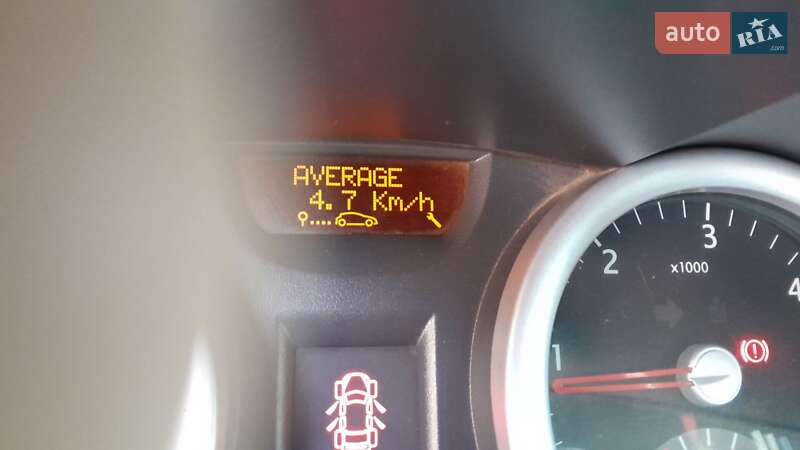 auto RIA .com
AVERAGE
4.7 Km/h
1
2
3
4
x1000